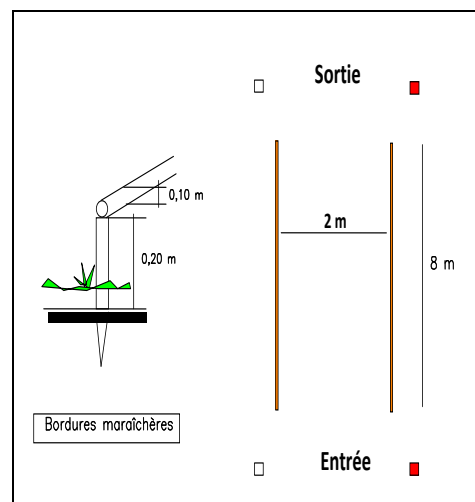 Sortie
0,10 m
2 m
0,20 m
8 m
Bordures maraîchères
Entrée